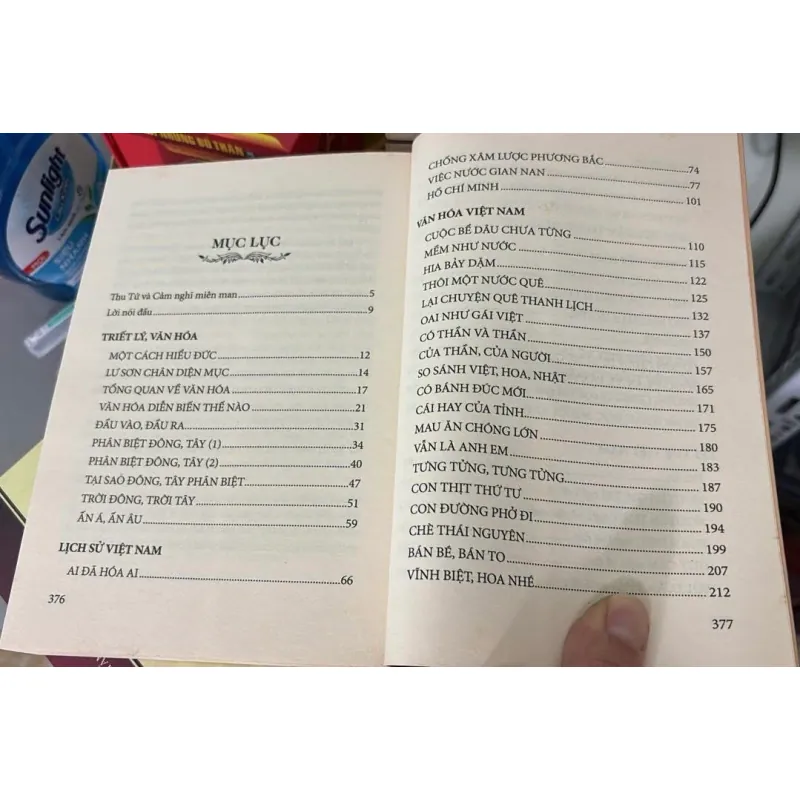 Sunlight
NHUNG BO THAN
MỤC LỤC
Thu Tứ và Cảm nghĩ miên man 5
Lời nói đầu 9
TRIẾT LÝ, VĂN HÓA
MỘT CÁCH HIỂU ĐỨC 12
LƯ SƠN CHÂN DIỆN MỤC 14
TỔNG QUAN VỀ VĂN HÓA 17
VĂN HÓA DIỄN BIẾN THẾ NÀO 21
ĐẦU VÀO, ĐẦU RA 31
PHÂN BIỆT ĐÔNG, TÂY (1) 34
PHÂN BIỆT ĐÔNG, TÂY (2) 40
TẠI SAO ĐÔNG, TÂY PHÂN BIỆT 47
TRỜI ĐÔNG, TRỜI TÂY 51
ẨN Á, ẨN ÂU 59
LỊCH SỬ VIỆT NAM
AI ĐÃ HÓA AI 66
376
CHỐNG XÂM LƯỢC PHƯƠNG BẮC 74
VIỆC NƯỚC GIAN NAN 77
HỒ CHÍ MINH 101
VĂN HÓA VIỆT NAM
CUỘC BỂ DÂU CHƯA TỪNG 110
MỀM NHƯ NƯỚC 115
HIA BẢY DẶM 122
THÔI MỘT NƯỚC QUÊ 125
LẠI CHUYỆN QUÊ THANH LỊCH 132
OAI NHƯ GÁI VIỆT 137
CÓ THẦN VÀ THẦN 150
CỦA THẦN, CỦA NGƯỜI 157
SO SÁNH VIỆT, HOA, NHẬT 165
CÓ BÁNH ĐÚC MỚI 171
CÁI HAY CỦA TỈNH 175
MAU ĂN CHÓNG LỚN 180
VẪN LÀ ANH EM 183
TƯNG TỬNG, TƯNG TỪNG 187
CON THỊT THỨ TƯ 190
CON ĐƯỜNG PHỞ ĐI 194
CHÈ THÁI NGUYÊN 199
BÁN BÉ, BÁN TO 207
VĨNH BIỆT, HOA NHÉ 212
377